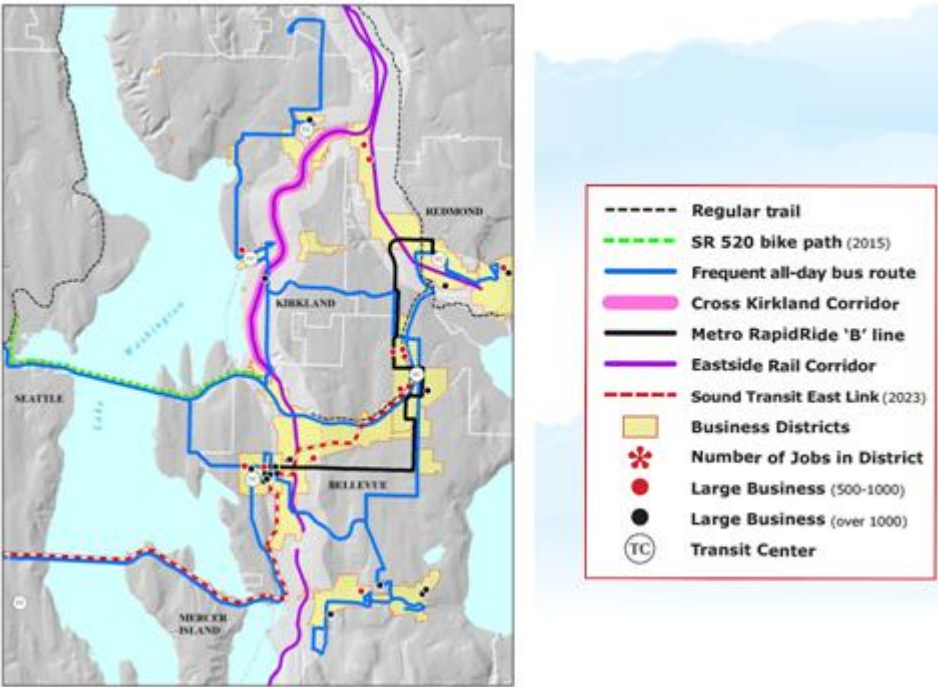 REDMOND
Washington
KIRKLAND
SEATTLE
Lake
BELLEVUE
MERCER
ISLAND
Regular trail
SR 520 bike path (2015)
Frequent all-day bus route
Cross Kirkland Corridor
Metro RapidRide ‘B’ line
Eastside Rail Corridor
Sound Transit East Link (2023)
Business Districts
Number of Jobs in District
Large Business (500-1000)
Large Business (over 1000)
TC Transit Center